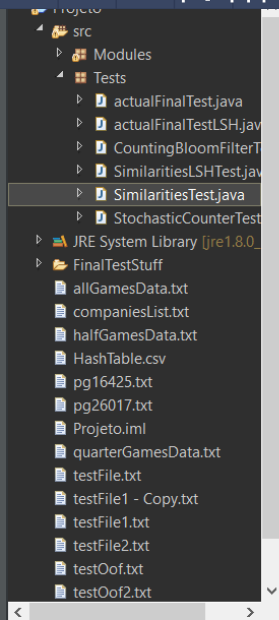 Projeto
src
Modules
Tests
actualFinalTest.java
actualFinalTestLSH.jav
CountingBloomFilterT
SimilaritiesLSHTest.jav
SimilaritiesTest.java
StochasticCounterTest
JRE System Library [jre1.8.0_
FinalTestStuff
allGamesData.txt
companiesList.txt
halfGamesData.txt
HashTable.csv
pg16425.txt
pg26017.txt
Projeto.iml
quarterGamesData.txt
testFile.txt
testFile1 - Copy.txt
testFile1.txt
testFile2.txt
testOof.txt
testOof2.txt